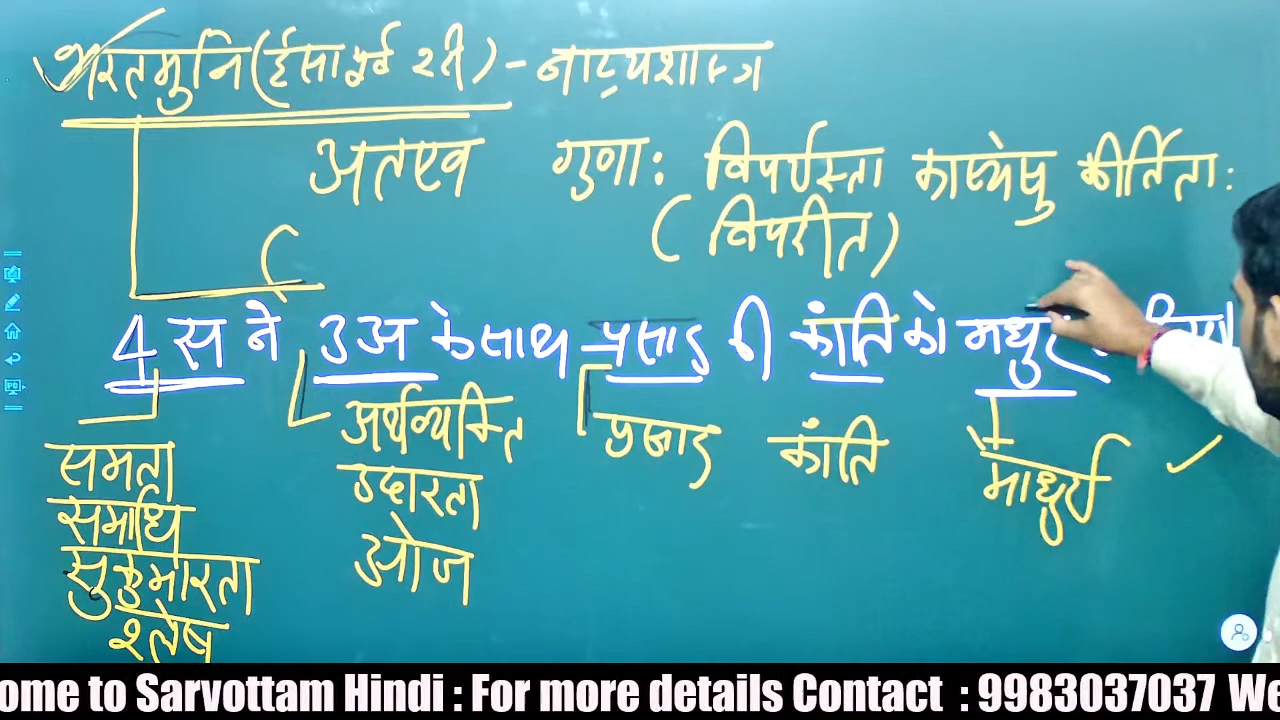 भरतमुनि (ईसा पूर्व 2री) - नाट्यशास्त्र
अतएव गुणा: विपर्यस्ता काव्येषु कीर्तिता:
(विपरीत)
4 स ने 3अ के साथ प्रसाद की कांति को मधुर
समता
समाधि
सुकुमारता
श्लेष
अर्थव्यक्ति
उदारता
ओज
प्रसाद
कांति
माधुर्य
ome to Sarvottam Hindi : For more details Contact : 9983037037 We